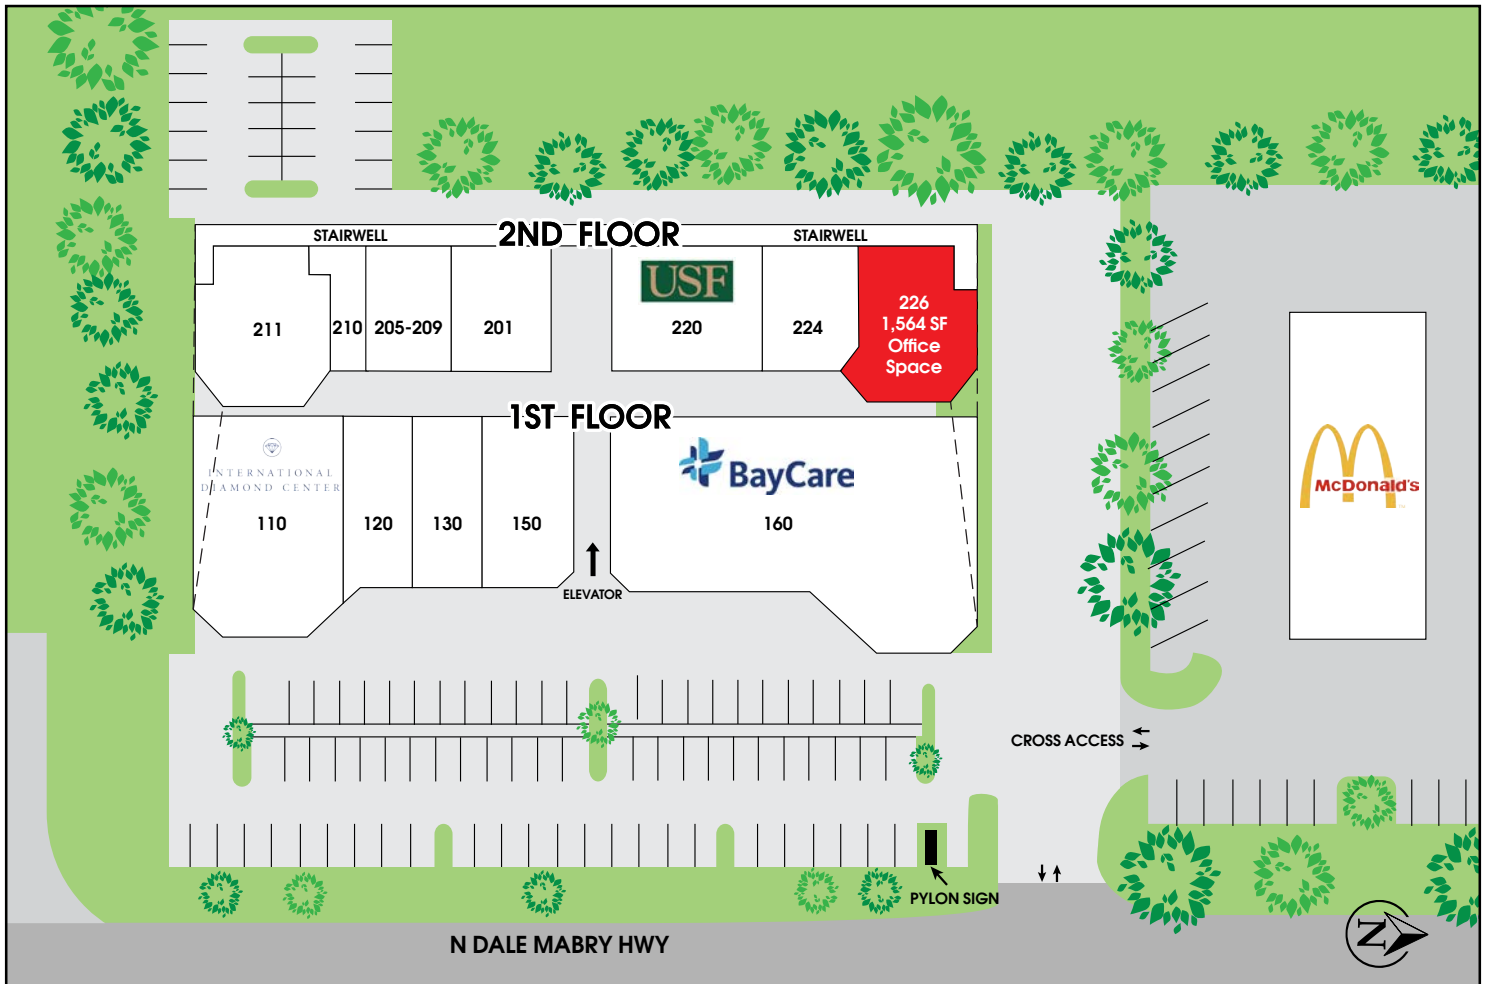 2ND FLOOR
STAIRWELL
STAIRWELL
USF
211
210
205-209
201
220
224
226
1,564 SF
Office
Space
1ST FLOOR
INTERNATIONAL
DIAMOND CENTER
BayCare
110
120
130
150
160
ELEVATOR
McDonald's
CROSS ACCESS
PYLON SIGN
N DALE MABRY HWY
N